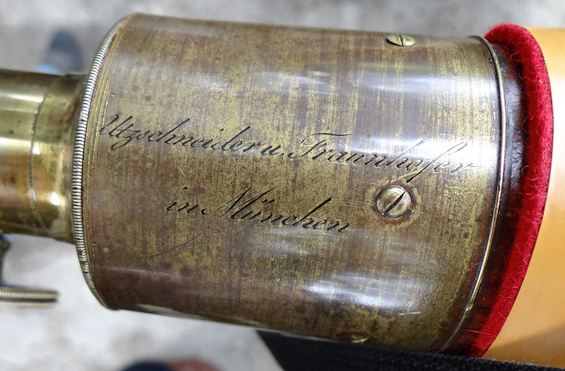 Utzschneider u. Fraunhofer
in München